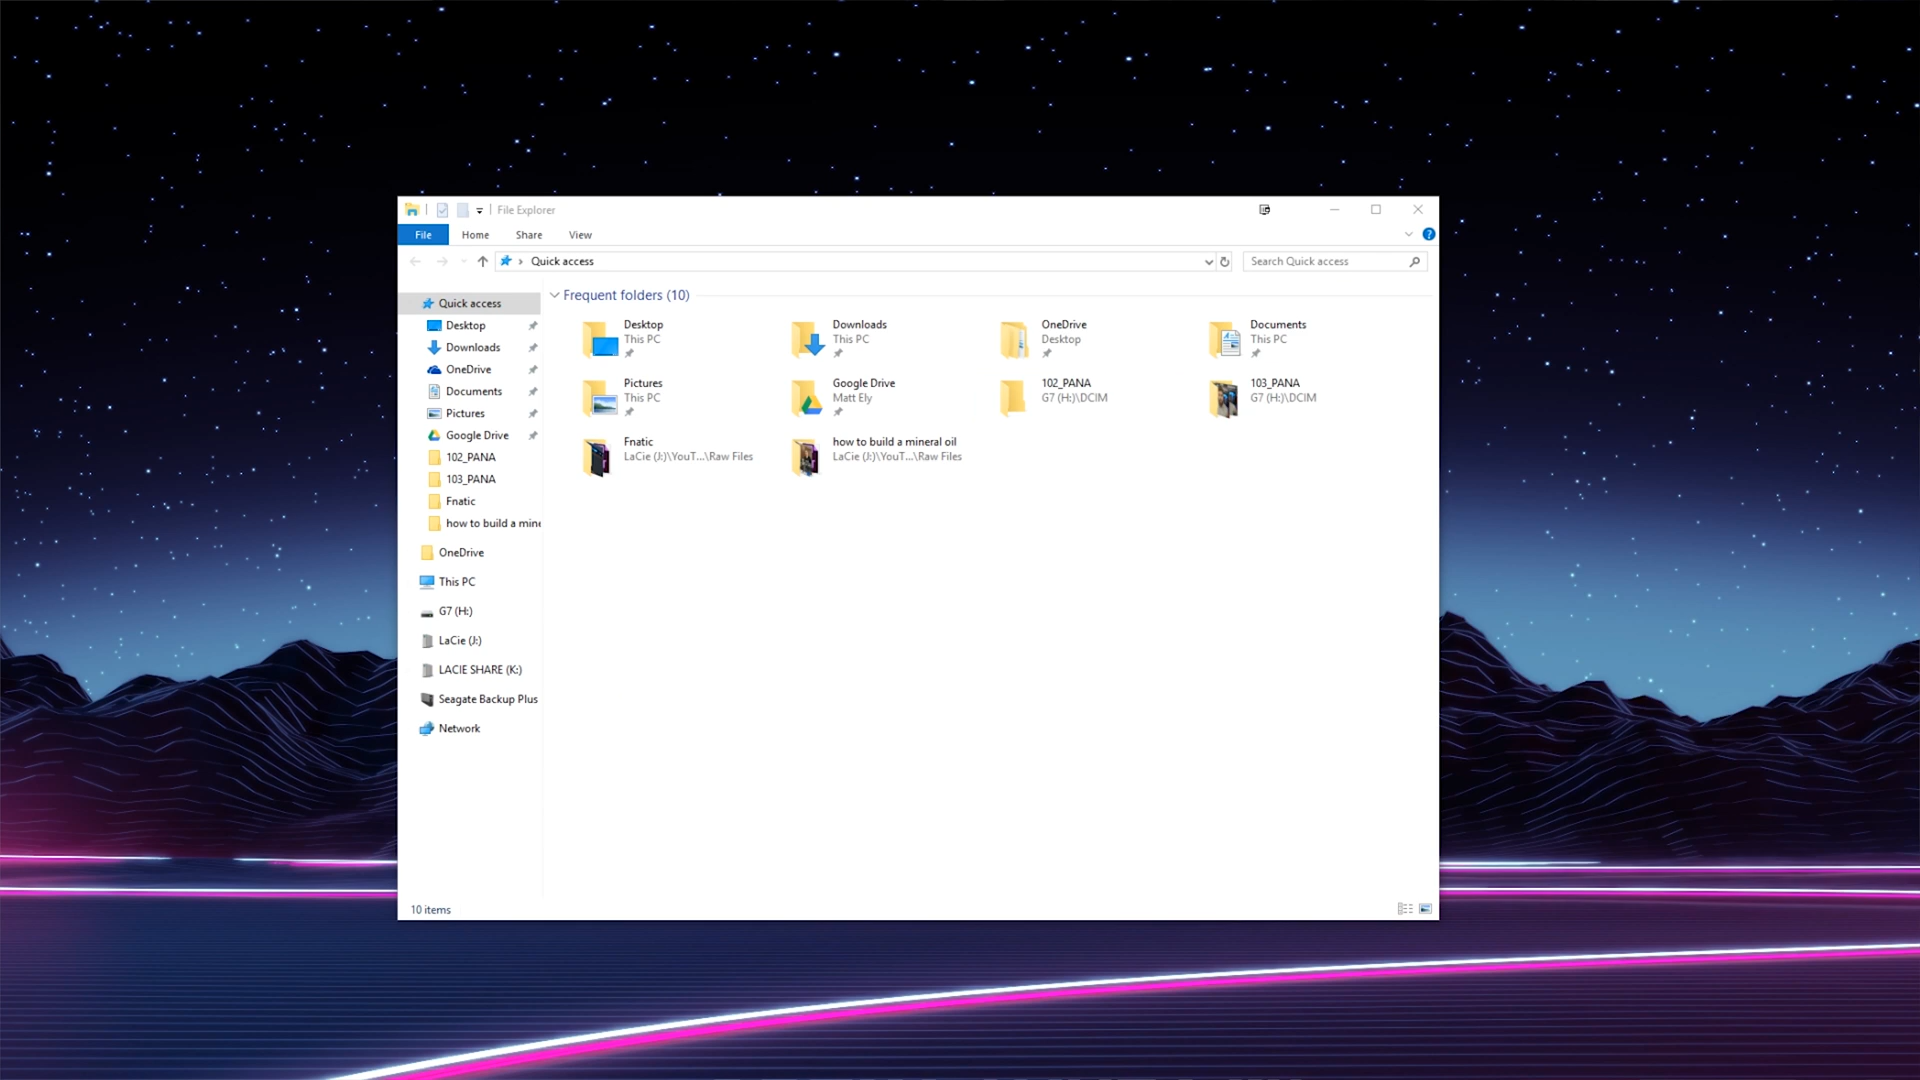 File Explorer
File Home Share View
Quick access
Search Quick access
Quick access
Desktop
Downloads
OneDrive
Documents
Pictures
Google Drive
102_PANA
103_PANA
Fnatic
how to build a mine
OneDrive
This PC
G7 (H:)
LaCie (J:)
LACIE SHARE (K:)
Seagate Backup Plus
Network
Frequent folders (10)
Desktop
This PC
Downloads
This PC
OneDrive
Desktop
Documents
This PC
Pictures
This PC
Google Drive
Matt Ely
102_PANA
G7 (H:)\DCIM
103_PANA
G7 (H:)\DCIM
Fnatic
LaCie (J:)\YouT...\Raw Files
how to build a mineral oil
LaCie (J:)\YouT...\Raw Files
10 items